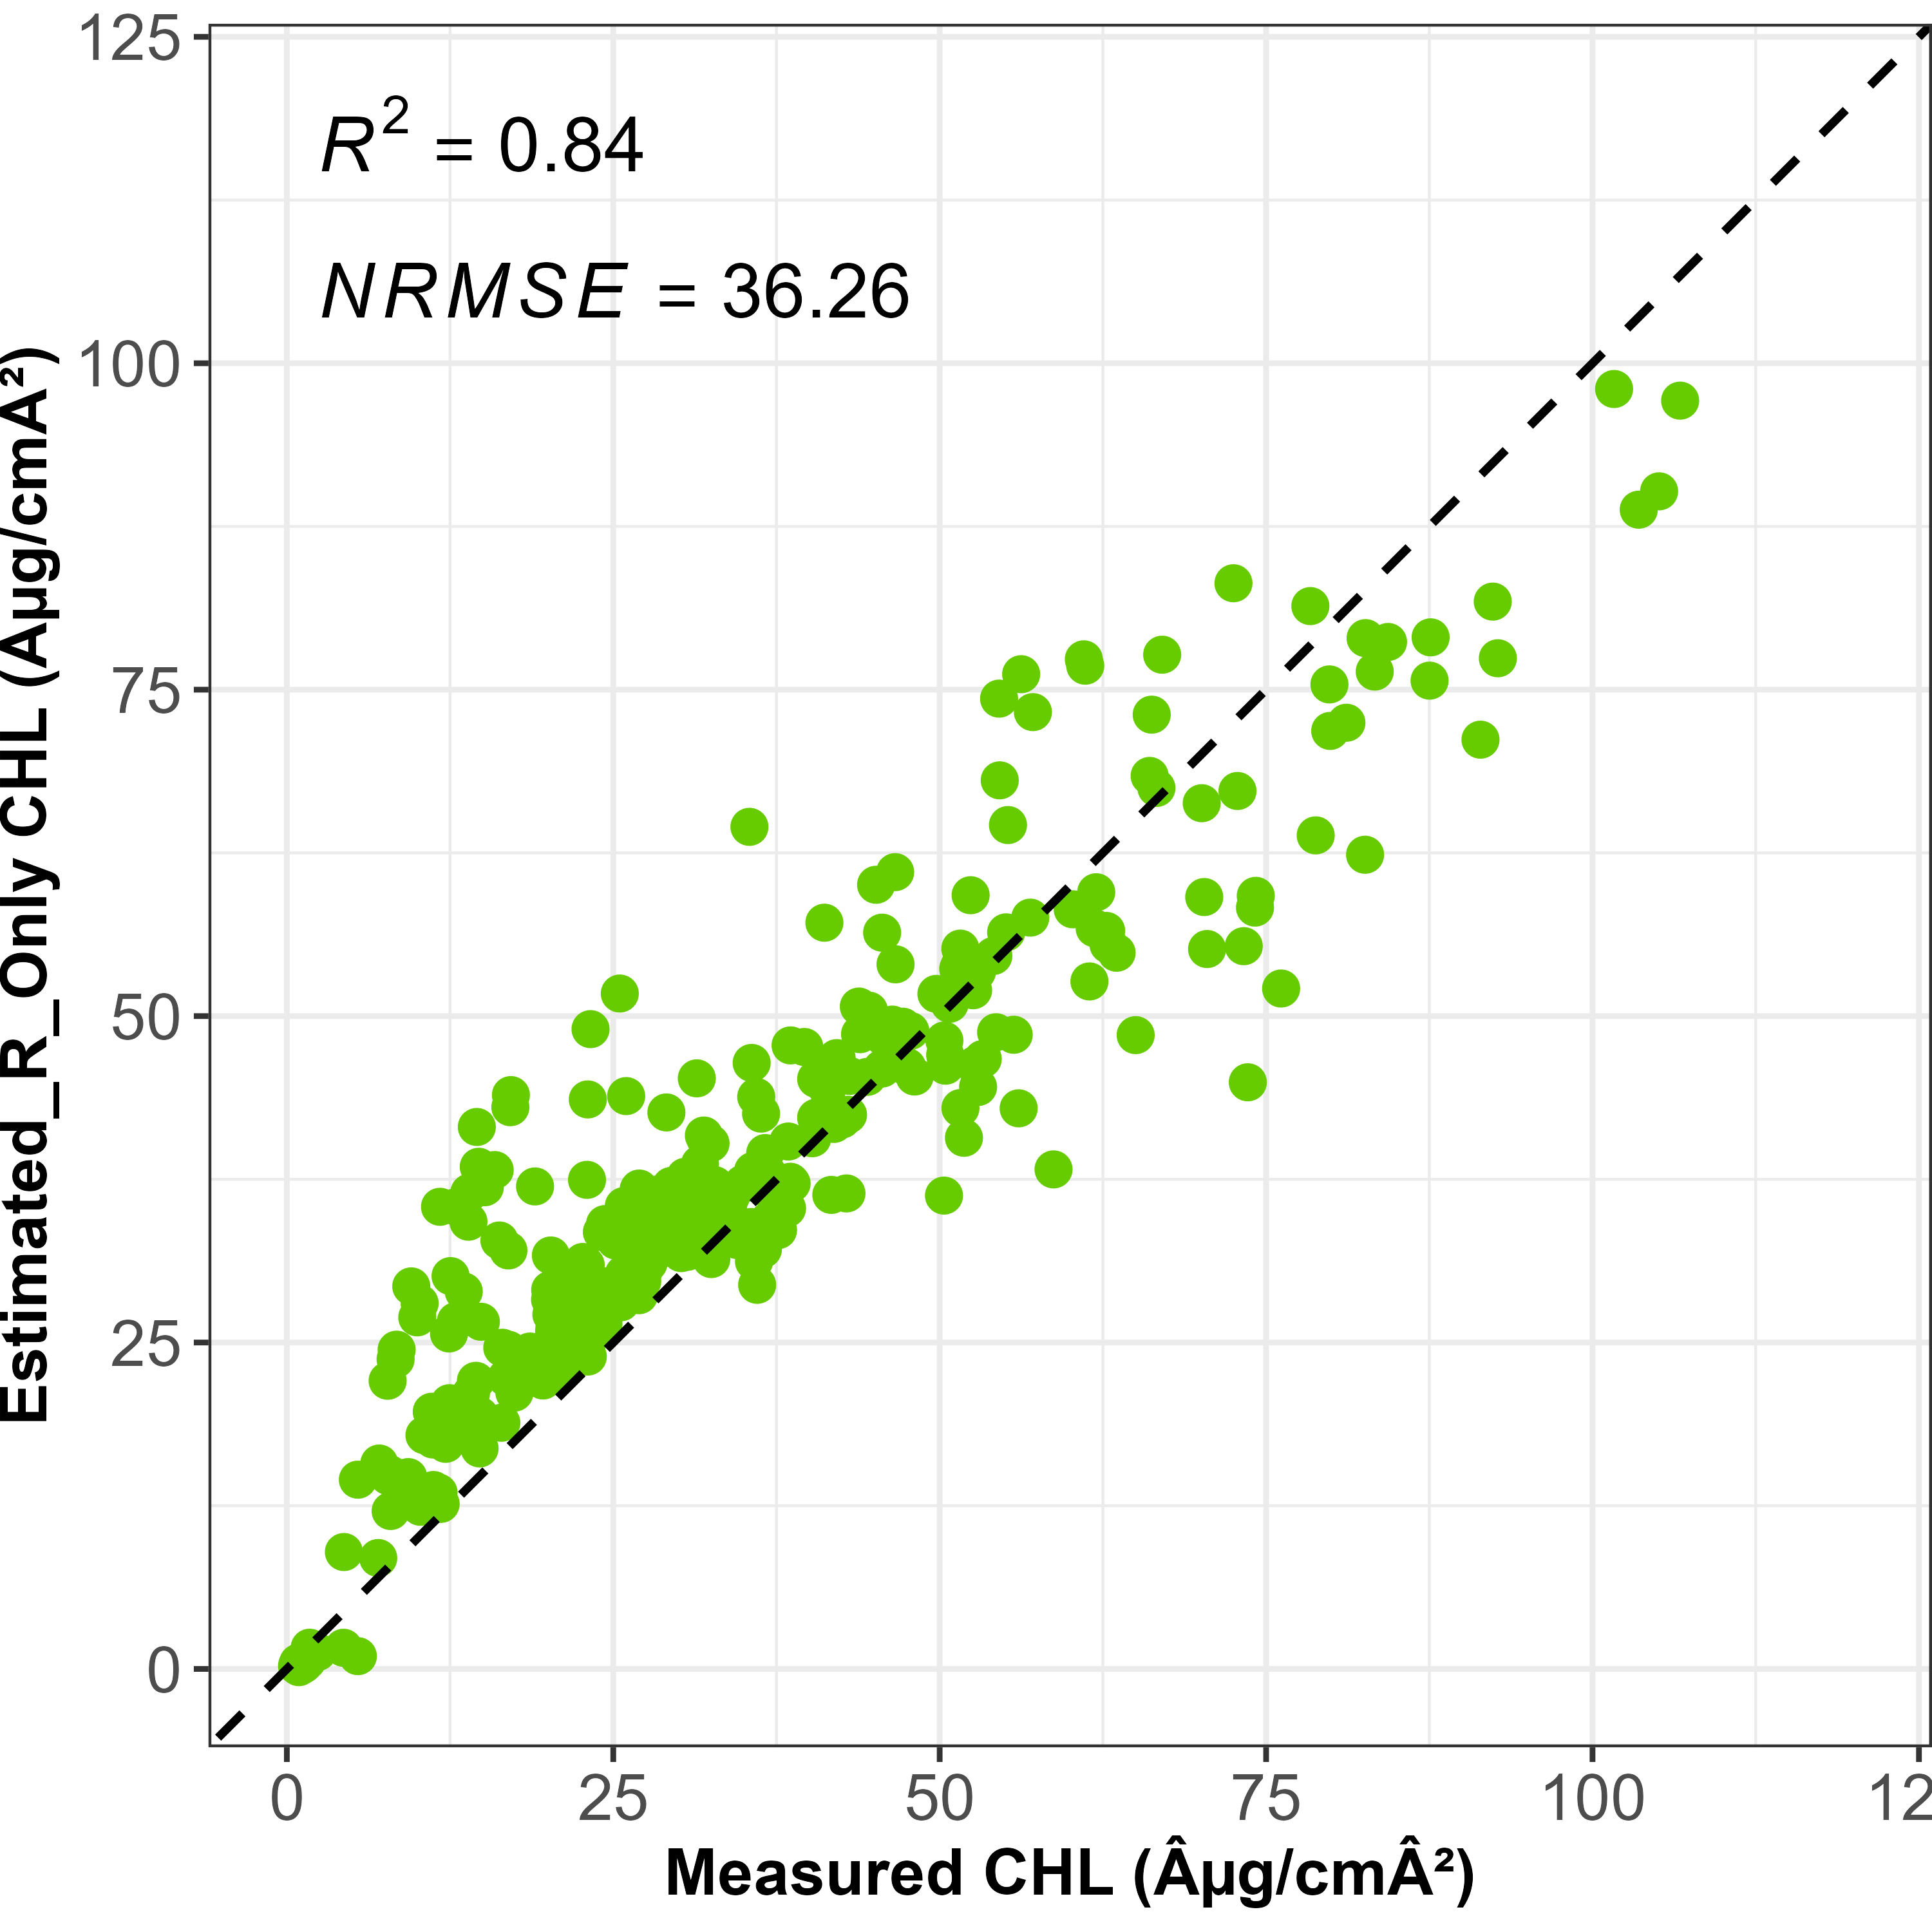 125
R² = 0.84
NRMSE = 36.26
100
75
50
25
0
Estimated_R_Only CHL (Âµg/cmÂ²)
0 25 50 75 100 12
Measured CHL (Âµg/cmÂ²)